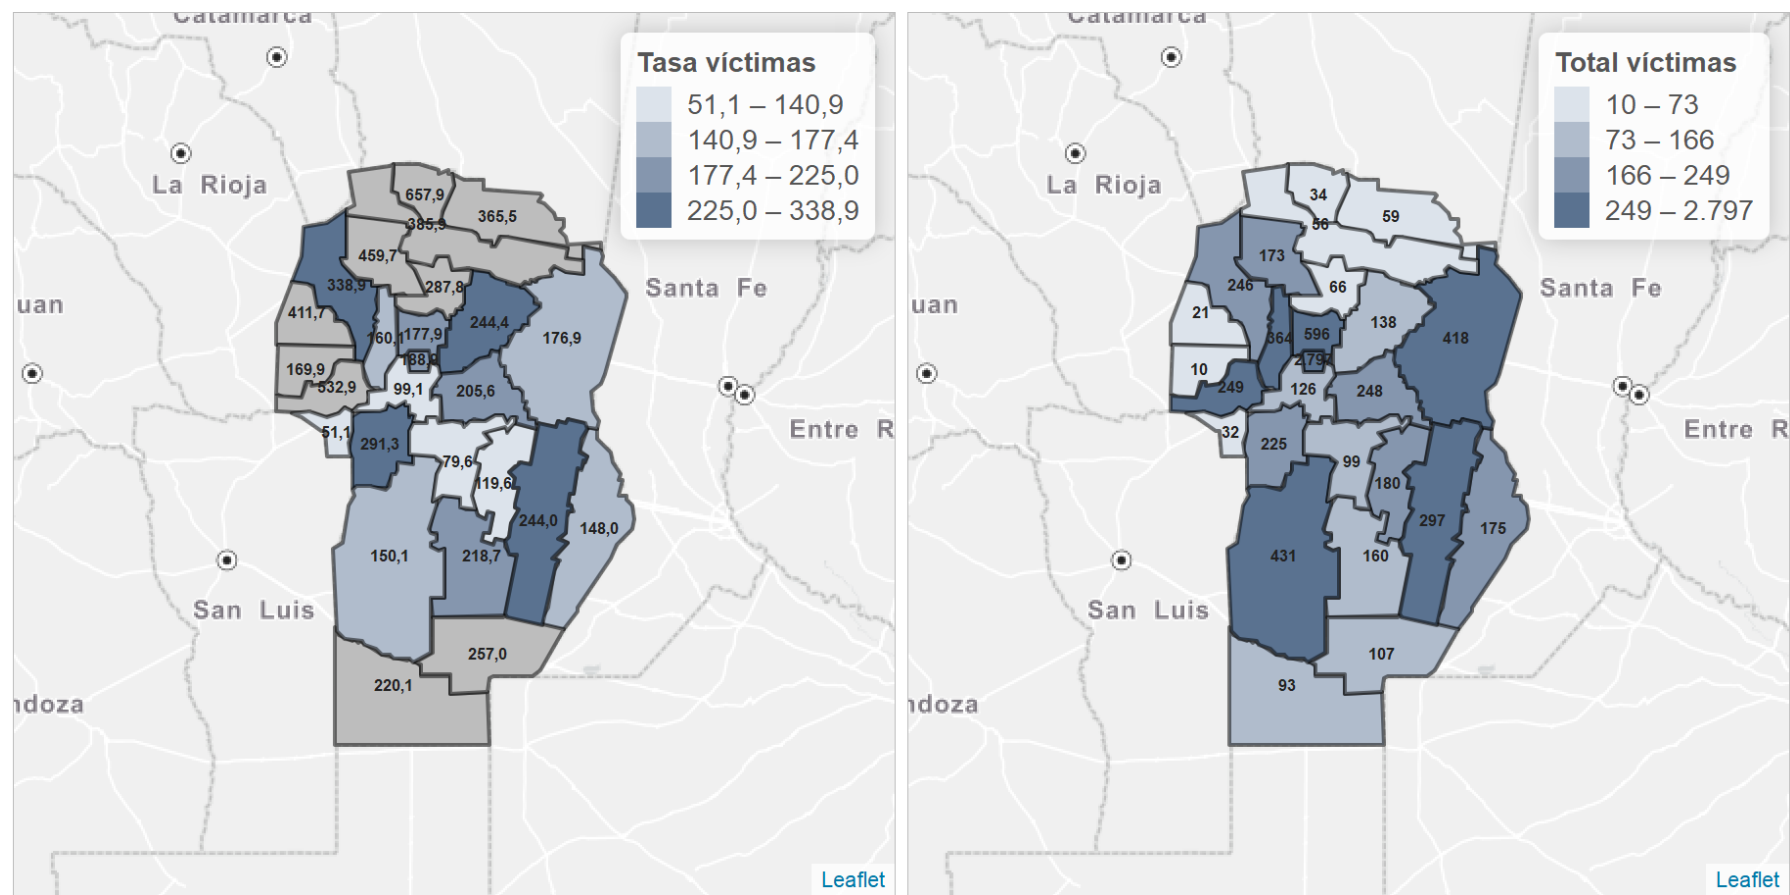 Catamarca
Tasa víctimas
51,1 – 140,9
140,9 – 177,4
177,4 – 225,0
225,0 – 338,9
La Rioja
657,9
365,5
385,9
459,7
338,9
287,8
Santa Fe
uan
411,7
160,1
177,9
244,4
176,9
169,9
532,9
99,1
205,6
51,1
291,3
Entre R
79,6
119,6
244,0
148,0
150,1
218,7
San Luis
257,0
220,1
ndoza
Leaflet
Catamarca
Total víctimas
10 – 73
73 – 166
166 – 249
249 – 2.797
La Rioja
34
59
56
173
246
66
Santa Fe
uan
21
364
596
138
418
10
249
2.797
126
248
32
225
Entre R
99
180
297
175
431
160
San Luis
107
93
ndoza
Leaflet